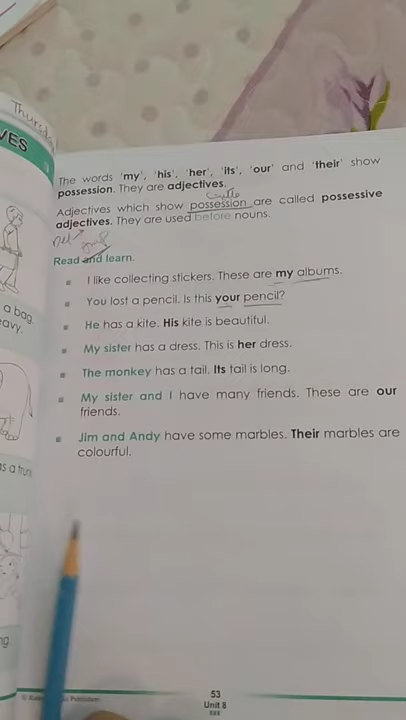 Thursday
VES
The words 'my', 'his', 'her', 'its', 'our' and 'their' show
possession. They are adjectives.
Adjectives which show possession are called possessive
adjectives. They are used before nouns.
Read and learn.
I like collecting stickers. These are my albums.
You lost a pencil. Is this your pencil?
He has a kite. His kite is beautiful.
My sister has a dress. This is her dress.
The monkey has a tail. Its tail is long.
My sister and I have many friends. These are our
friends.
Jim and Andy have some marbles. Their marbles are
colourful.
a bag.
eavy.
as a trunk
ng
53
Unit 8